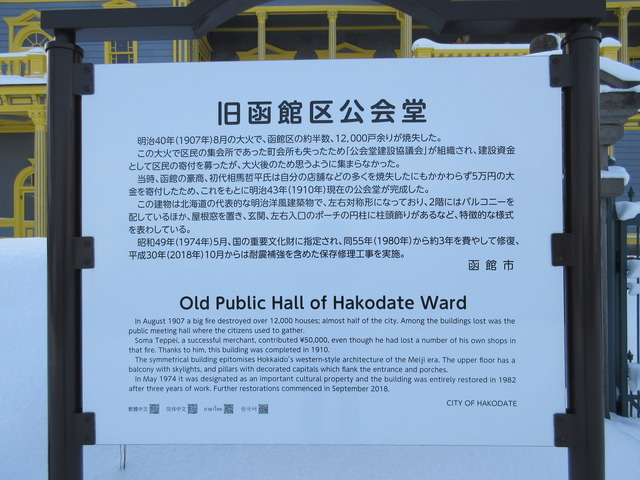 旧函館区公会堂
明治40年(1907年)8月の大火で、函館区の約半数、12,000戸余りが焼失した。
この大火で区民の集会所であった町会所も失ったため「公会堂建設協議会」が組織され、建設資金
として区民の寄付を募ったが、大火後のため思うように集まらなかった。
当時、函館の豪商、初代相馬哲平氏は自分の店舗などの多くを焼失したにもかかわらず5万円の大
金を寄付したため、これをもとに明治43年(1910年)現在の公会堂が完成した。
この建物は北海道の代表的な明治洋風建築物で、左右対称形になっており、2階にはバルコニーを
配しているほか、屋根窓を置き、玄関、左右入口のポーチの円柱に柱頭飾りがあるなど、特徴的な様式
を表わしている。
昭和49年(1974年)5月、国の重要文化財に指定され、同55年(1980年)から約3年を費やして修復、
平成30年(2018年)10月からは耐震補強を含めた保存修理工事を実施。
函館市
Old Public Hall of Hakodate Ward
In August 1907 a big fire destroyed over 12,000 houses; almost half of the city. Among the buildings lost was the
public meeting hall where the citizens used to gather.
Soma Teppei, a successful merchant, contributed ¥50,000, even though he had lost a number of his own shops in
that fire. Thanks to him, this building was completed in 1910.
The symmetrical building epitomises Hokkaido's western-style architecture of the Meiji era. The upper floor has a
balcony with skylights, and pillars with decorated capitals which flank the entrance and porches.
In May 1974 it was designated as an important cultural property and the building was entirely restored in 1982
after three years of work. Further restorations commenced in September 2018.
繁體中文 简体中文 ภาษาไทย 한국어
CITY OF HAKODATE